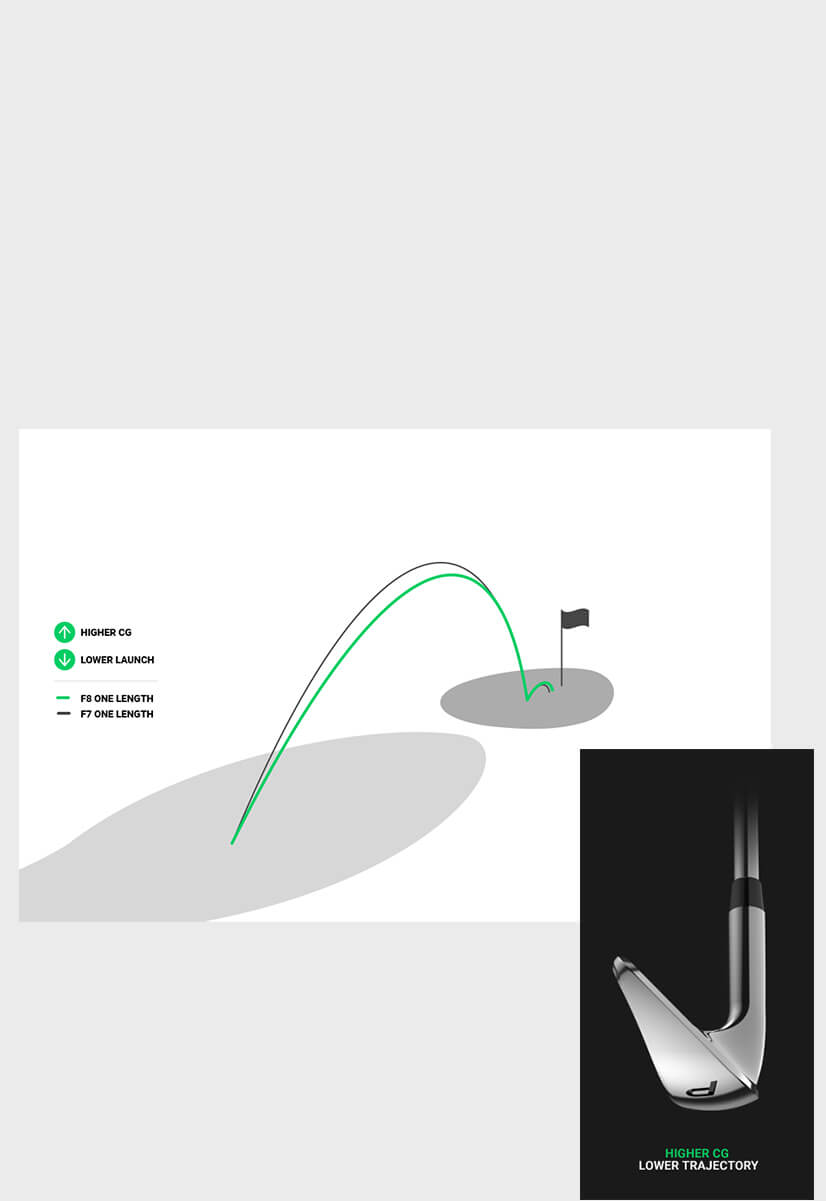 HIGHER CG
LOWER LAUNCH
F8 ONE LENGTH
F7 ONE LENGTH
P
HIGHER CG
LOWER TRAJECTORY